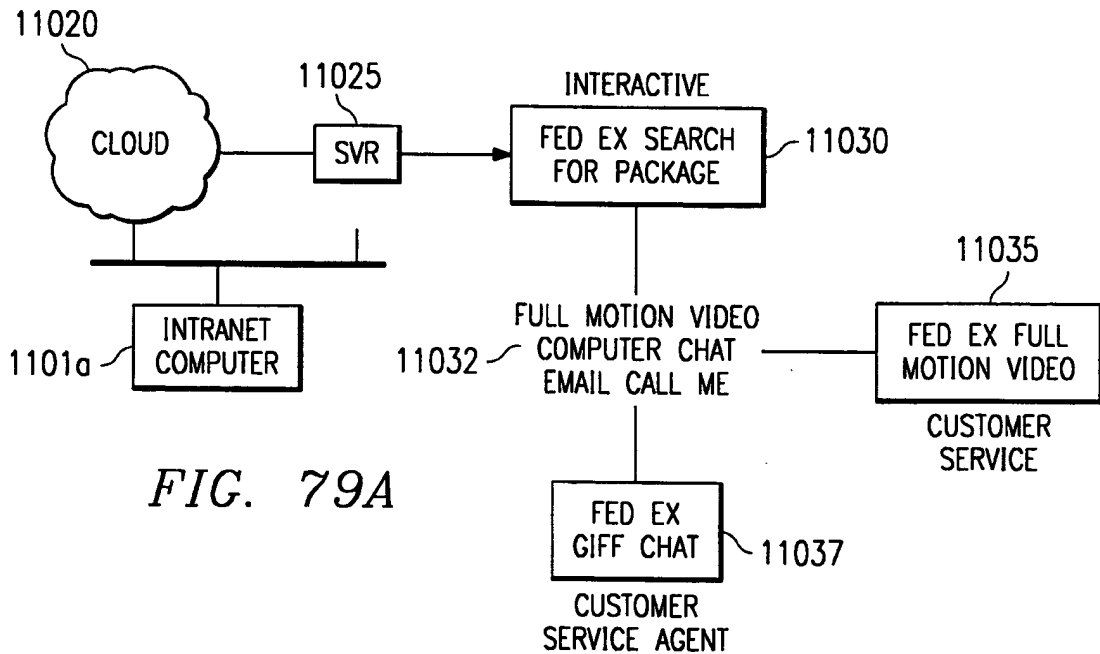 11020
CLOUD
11025
SVR
INTERACTIVE
FED EX SEARCH
FOR PACKAGE
11030
INTRANET
COMPUTER
1101a
FULL MOTION VIDEO
COMPUTER CHAT
EMAIL CALL ME
11032
11035
FED EX FULL
MOTION VIDEO
CUSTOMER
SERVICE
FED EX
GIFF CHAT
11037
CUSTOMER
SERVICE AGENT
FIG. 79A